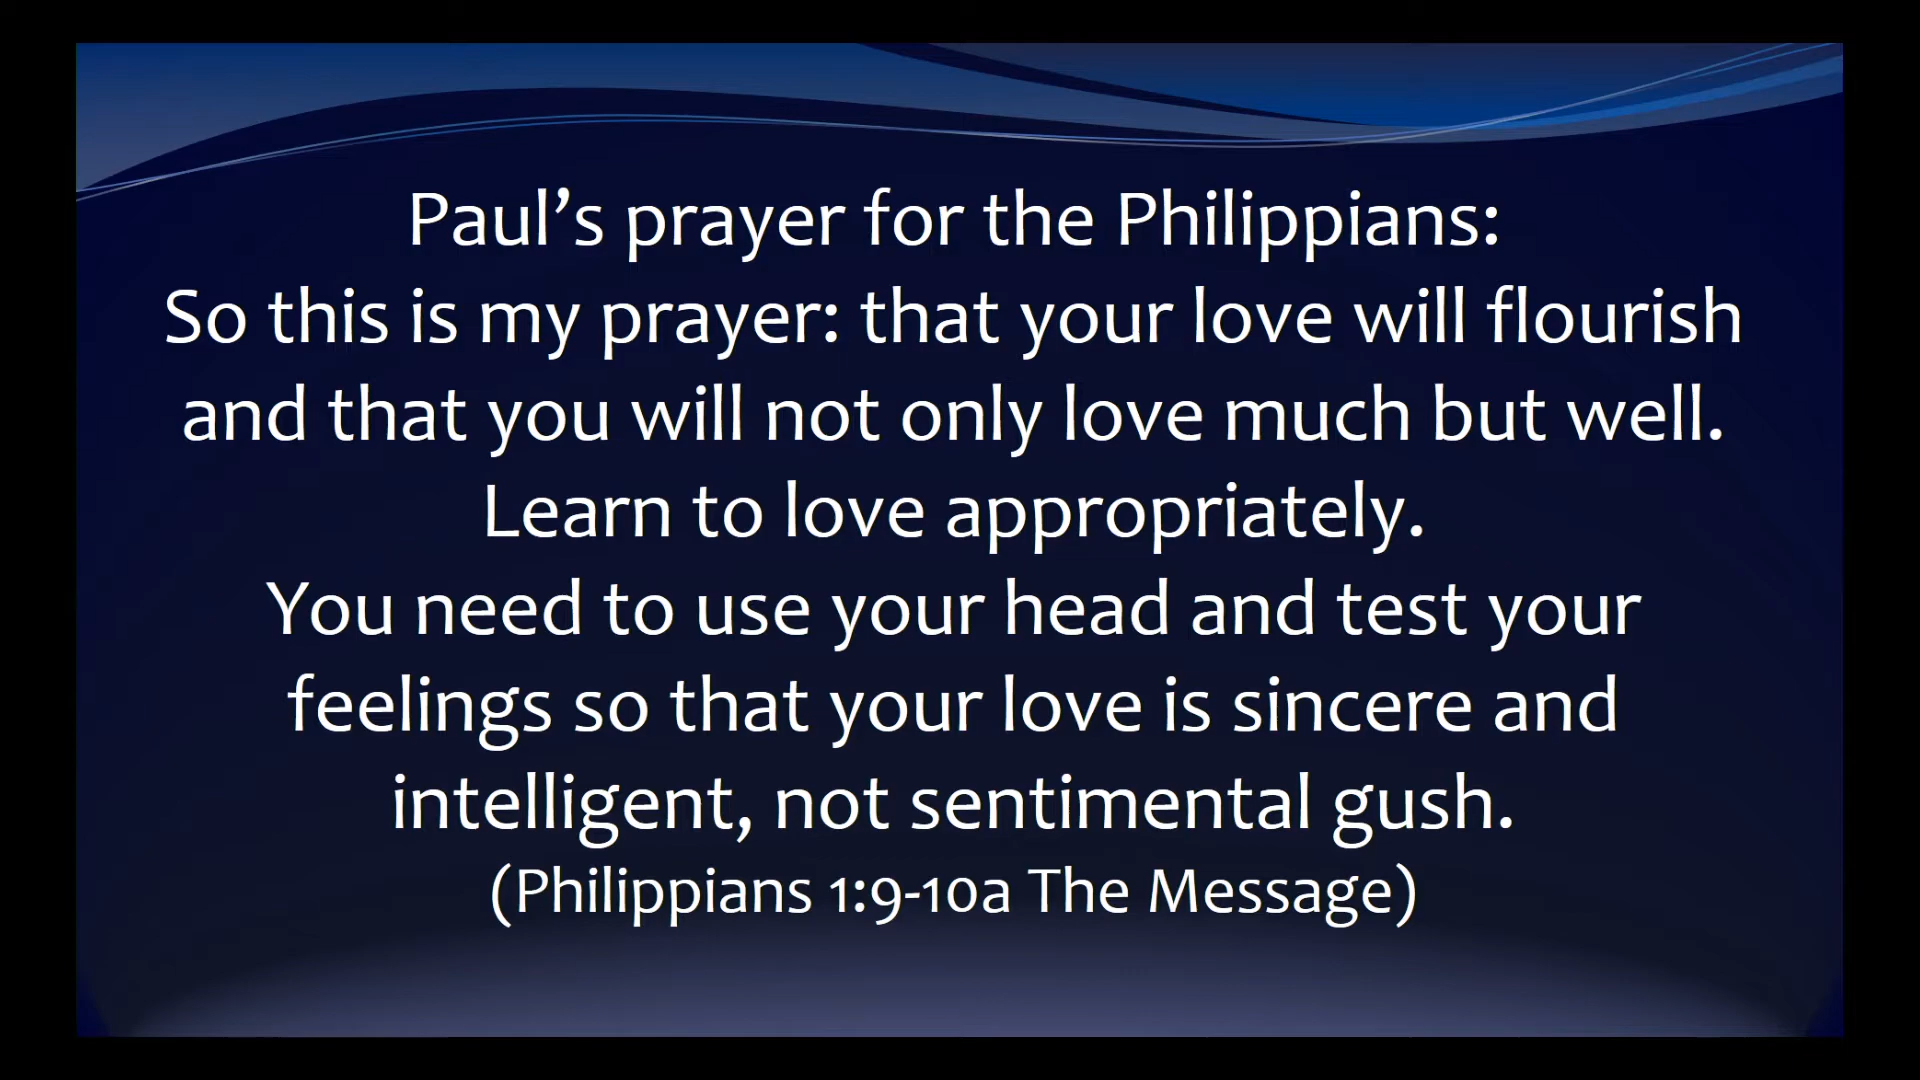 Paul’s prayer for the Philippians:
So this is my prayer: that your love will flourish
and that you will not only love much but well.
Learn to love appropriately.
You need to use your head and test your
feelings so that your love is sincere and
intelligent, not sentimental gush.
(Philippians 1:9-10a The Message)